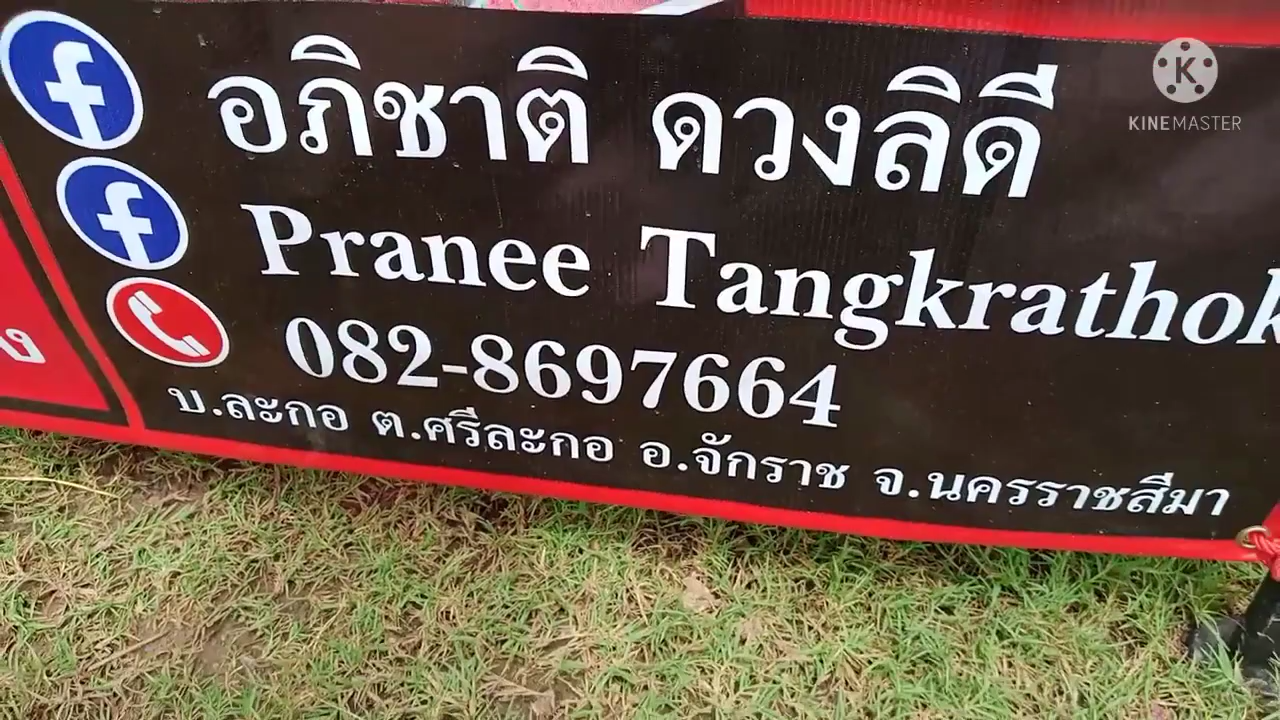 อภิชาติ ดวงลิดี
Pranee Tangkrathok
082-8697664
บ.ละกอ ต.ศรีละกอ อ.จักราช จ.นครราชสีมา
KINEMASTER